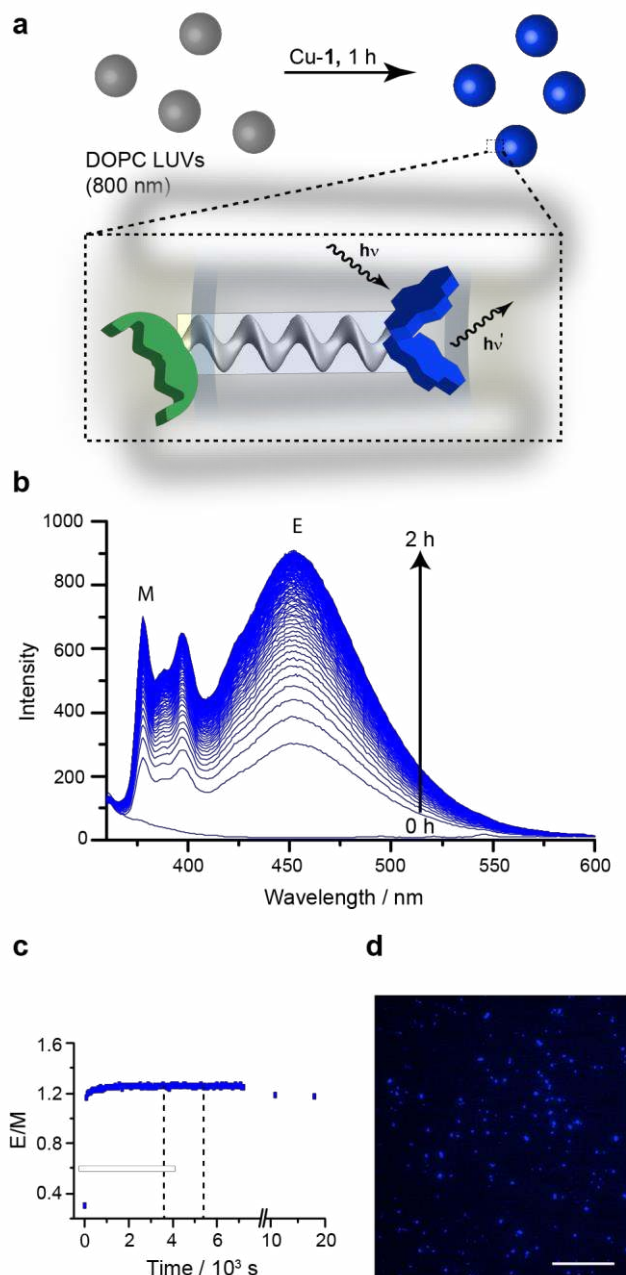 a
Cu-1, 1 h
DOPC LUVs
(800 nm)
hν
hν'
b
1000
800
600
400
200
0
Intensity
M
E
2 h
0 h
400
450
500
550
600
Wavelength / nm
c
1.6
1.2
0.8
0.4
E/M
0
2
4
6
10
20
Time / 10³ s
d